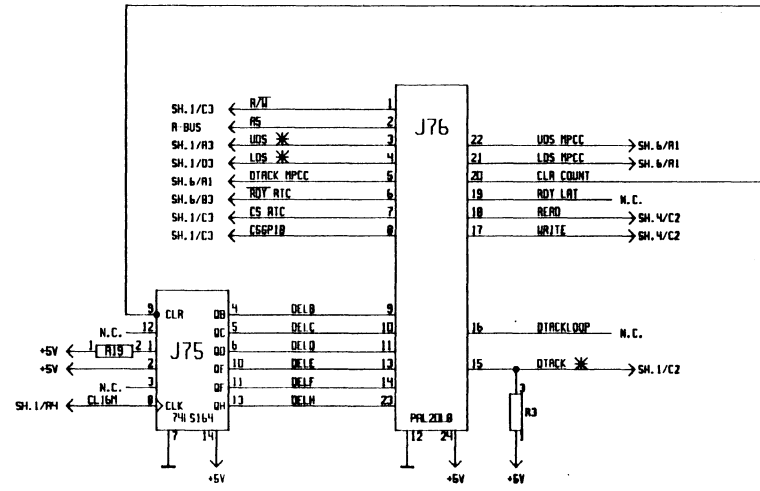 SH.1/C3 R/W 1
A-BUS AS 2
SH.1/A3 UDS * 3
SH.1/D3 LDS * 4
SH.6/A1 DTACK MPCC 5
SH.6/B3 RDY RTC 6
SH.1/C3 CS RTC 7
SH.1/C3 CSGPIB 8
J76
22 UDS MPCC SH.6/A1
21 LDS MPCC SH.6/A1
20 CLR COUNT
19 RDY LAT N.C.
18 READ SH.4/C2
17 WRITE SH.4/C2
9 CLR QB 4 DELB 9
N.C. 12 QC 5 DELC 10
+5V 1 R19 2 1 QD 6 DELD 11
J75
+5V 2 QE 10 DELE 13
N.C. 3 QF 11 DELF 14
SH.1/A4 CL16M 8 CLK QH 13 DELH 23
74LS164
7 14
+5V
16 DTACKLOOP N.C.
15 DTACK * SH.1/C2
3
R3
1
+5V
PAL20L8
12 24
+5V